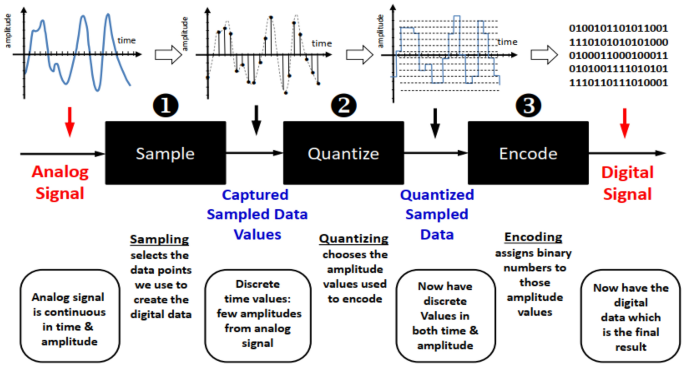 amplitude
time
amplitude
time
amplitude
time
0100101101011001
1110101010101000
0100011000100011
0101001111010101
1110110111010001
1
2
3
Sample
Quantize
Encode
Analog
Signal
Captured
Sampled Data
Values
Quantized
Sampled
Data
Digital
Signal
Sampling
selects the
data points
we use to
create the
digital data
Quantizing
chooses the
amplitude
values used
to encode
Encoding
assigns binary
numbers to
those
amplitude
values
Analog signal
is continuous
in time &
amplitude
Discrete
time values:
few amplitudes
from analog
signal
Now have
discrete
Values in
both time &
amplitude
Now have the
digital
data which
is the final
result